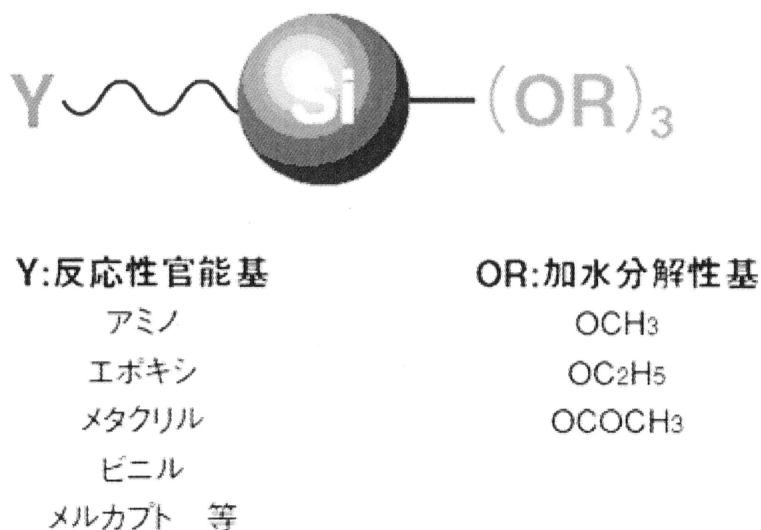 Y Si (OR)3
Y:反応性官能基 OR:加水分解性基
アミノ OCH3
エポキシ OC2H5
メタクリル OCOCH3
ビニル
メルカプト 等